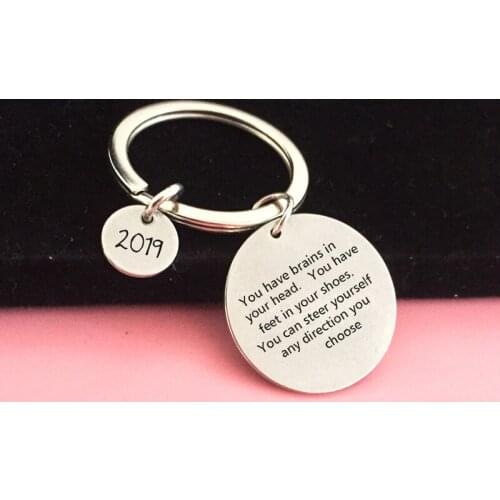 2019
You have brains in
your head.  You have
feet in your shoes.
You can steer yourself
any direction you
choose